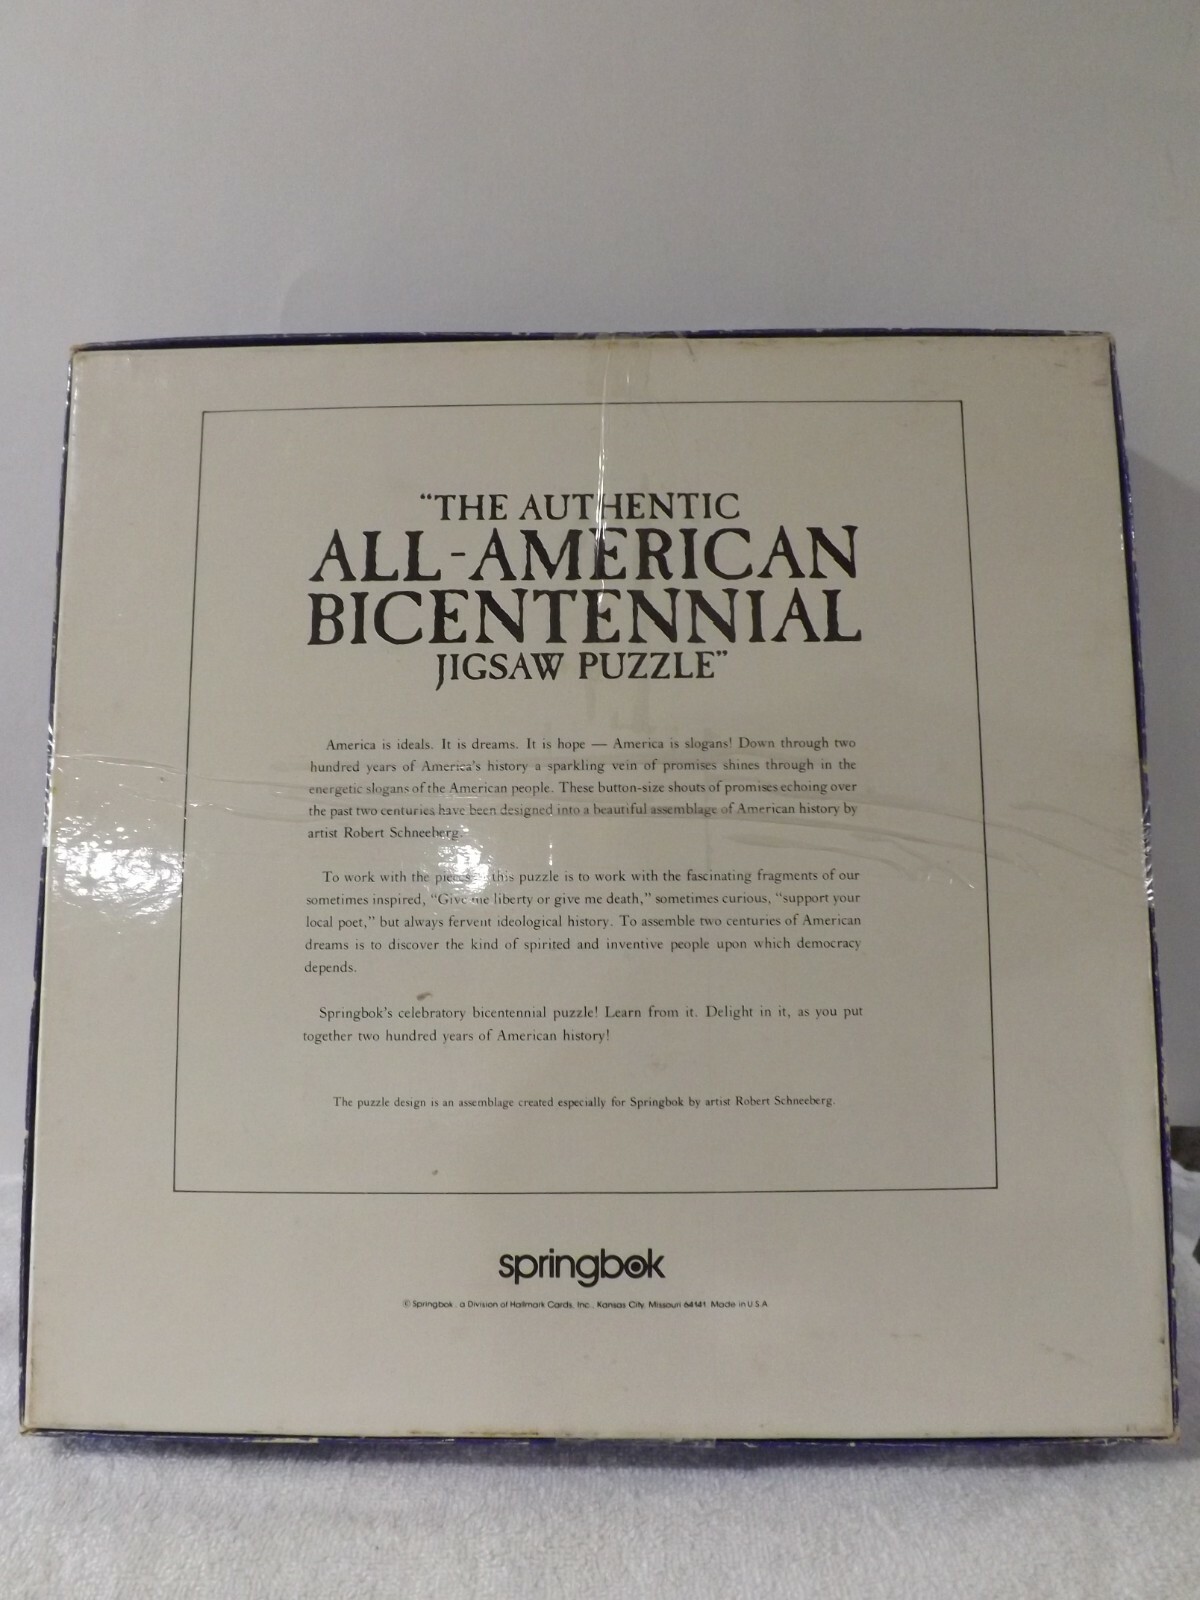 “THE AUTHENTIC
ALL-AMERICAN
BICENTENNIAL
JIGSAW PUZZLE”
America is ideals. It is dreams. It is hope — America is slogans! Down through two
hundred years of America's history a sparkling vein of promises shines through in the
energetic slogans of the American people. These button-size shouts of promises echoing over
the past two centuries have been designed into a beautiful assemblage of American history by
artist Robert Schneeberg.
To work with the pieces of this puzzle is to work with the fascinating fragments of our
sometimes inspired, “Give me liberty or give me death,” sometimes curious, “support your
local poet,” but always fervent ideological history. To assemble two centuries of American
dreams is to discover the kind of spirited and inventive people upon which democracy
depends.
Springbok's celebratory bicentennial puzzle! Learn from it. Delight in it, as you put
together two hundred years of American history!
The puzzle design is an assemblage created especially for Springbok by artist Robert Schneeberg.
springbok
© Springbok, a Division of Hallmark Cards, Inc., Kansas City, Missouri 64141. Made in U.S.A.